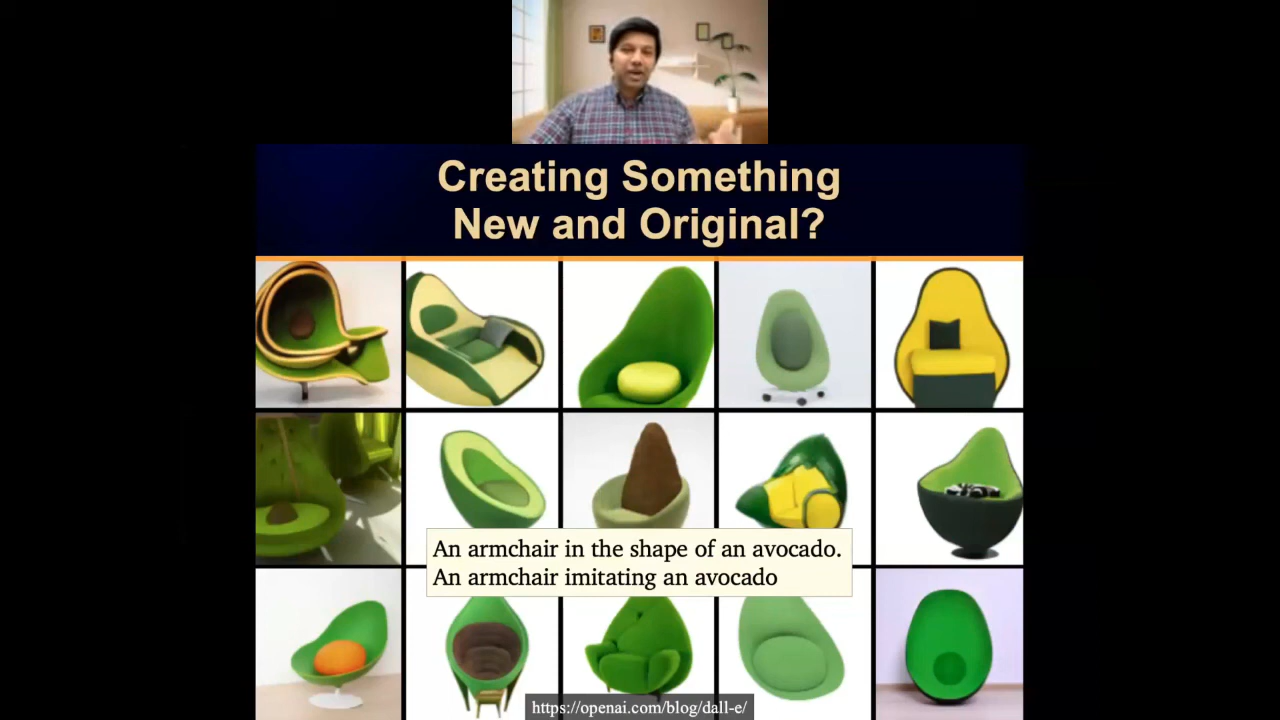 Creating Something
New and Original?
An armchair in the shape of an avocado.
An armchair imitating an avocado
https://openai.com/blog/dall-e/